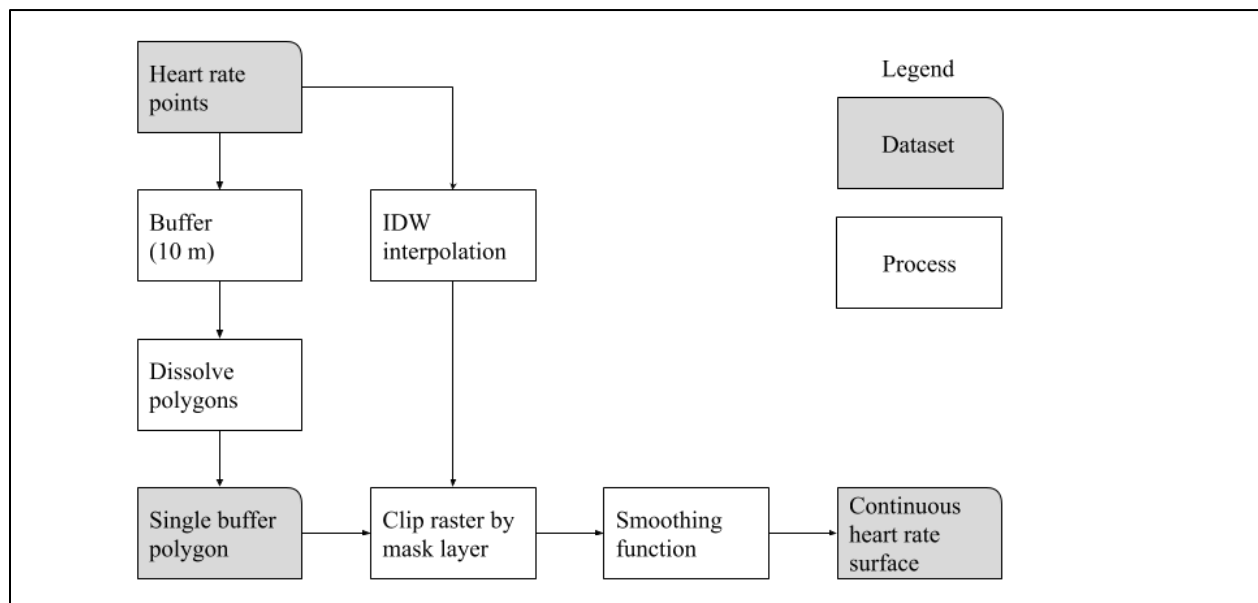 Heart rate
points
Legend
Dataset
Buffer
(10 m)
IDW
interpolation
Process
Dissolve
polygons
Single buffer
polygon
Clip raster by
mask layer
Smoothing
function
Continuous
heart rate
surface